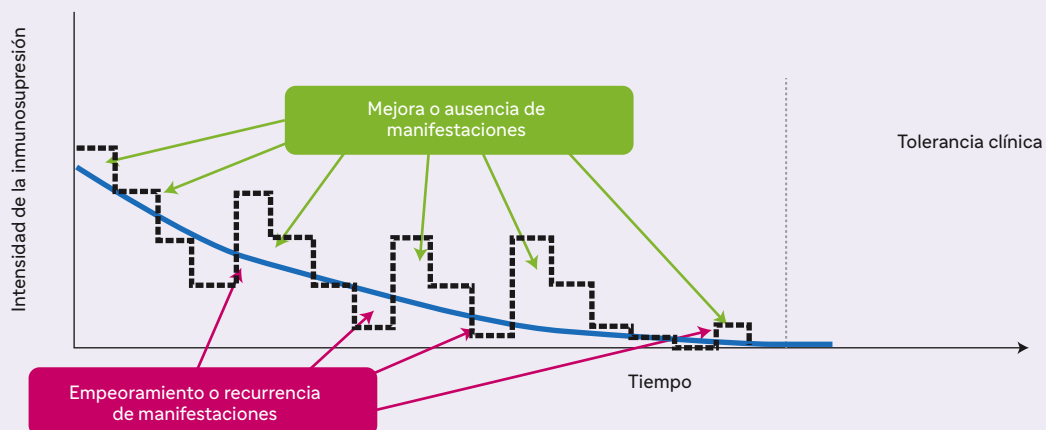 Intensidad de la inmunosupresión
Mejora o ausencia de
manifestaciones
Tolerancia clínica
Empeoramiento o recurrencia
de manifestaciones
Tiempo